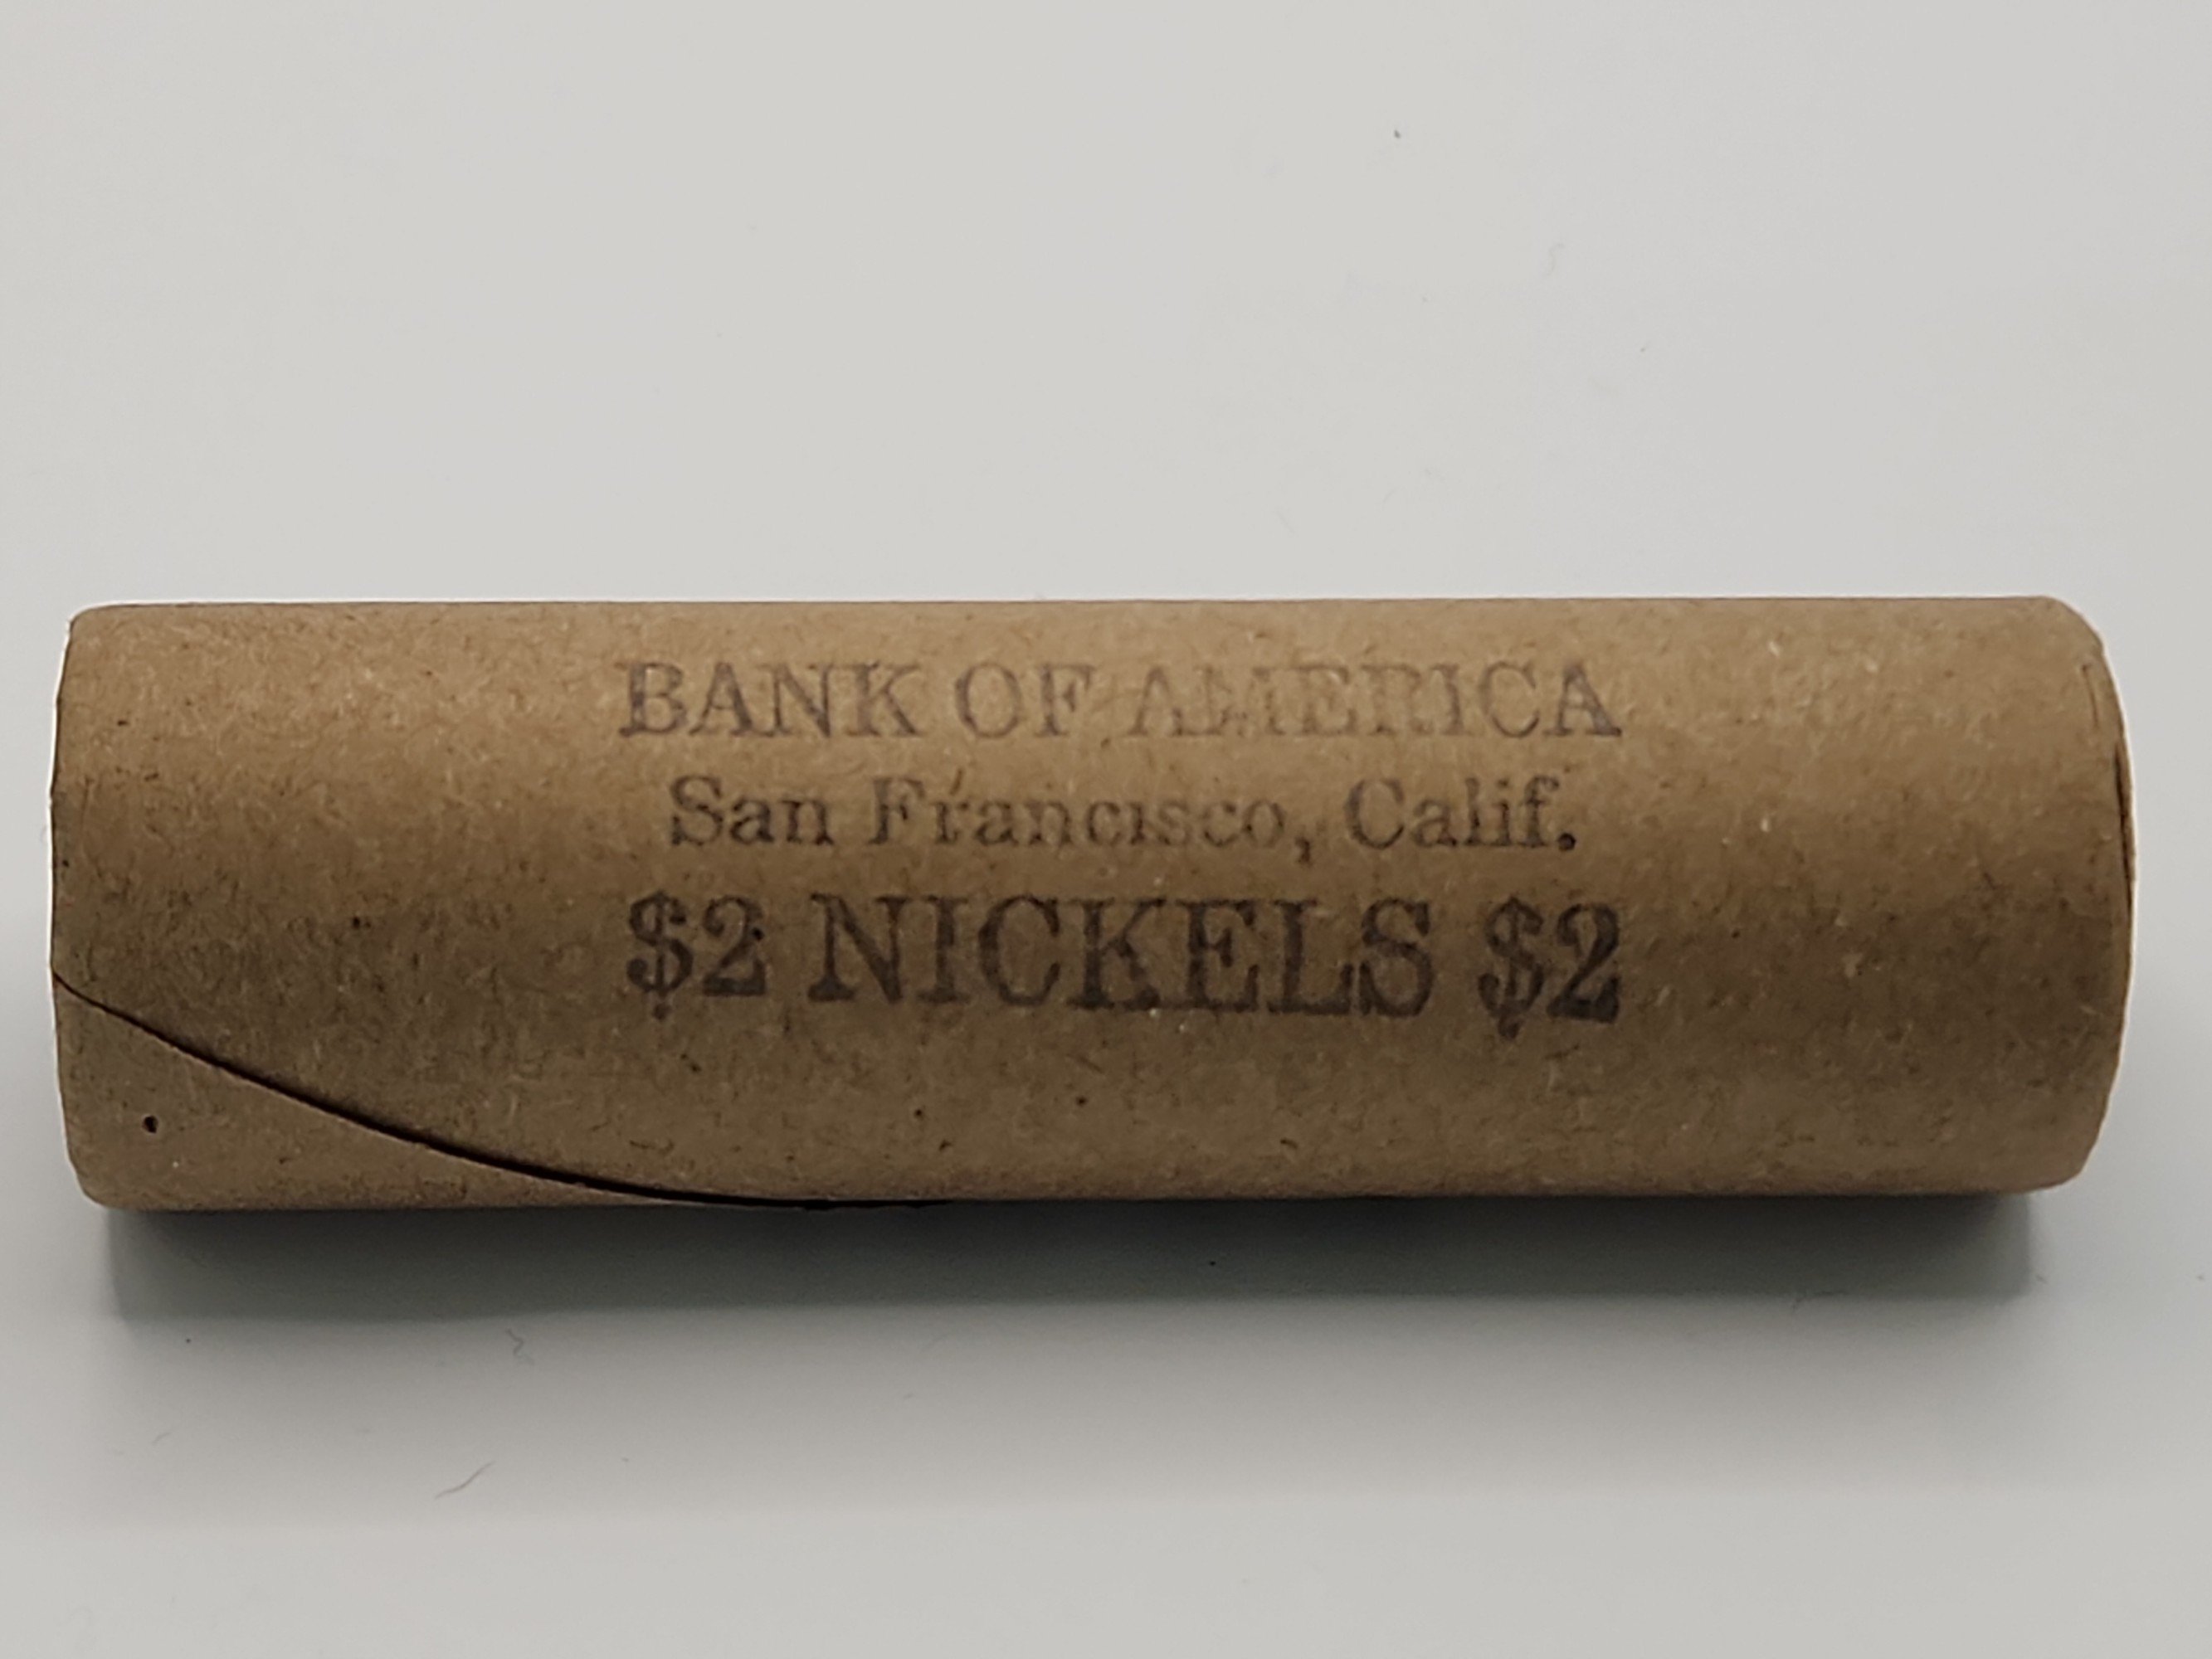 BANK OF AMERICA
San Francisco, Calif.
$2 NICKELS $2